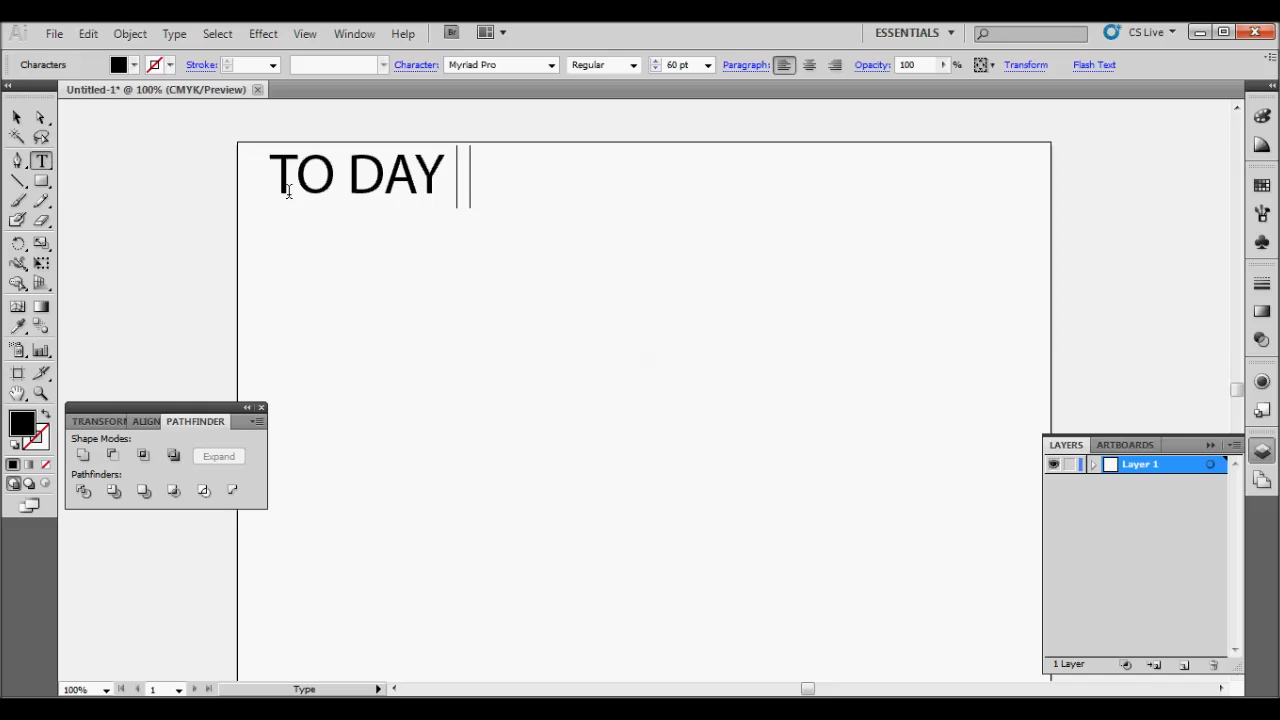 Ai File Edit Object Type Select Effect View Window Help Br ESSENTIALS CS Live
Characters Stroke: Character: Myriad Pro Regular 60 pt Paragraph: Opacity: 100 % Transform Flash Text
Untitled-1* @ 100% (CMYK/Preview)
TO DAY
TRANSFORM ALIGN PATHFINDER
Shape Modes:
Expand
Pathfinders:
LAYERS ARTBOARDS
Layer 1
1 Layer
100% 1 Type